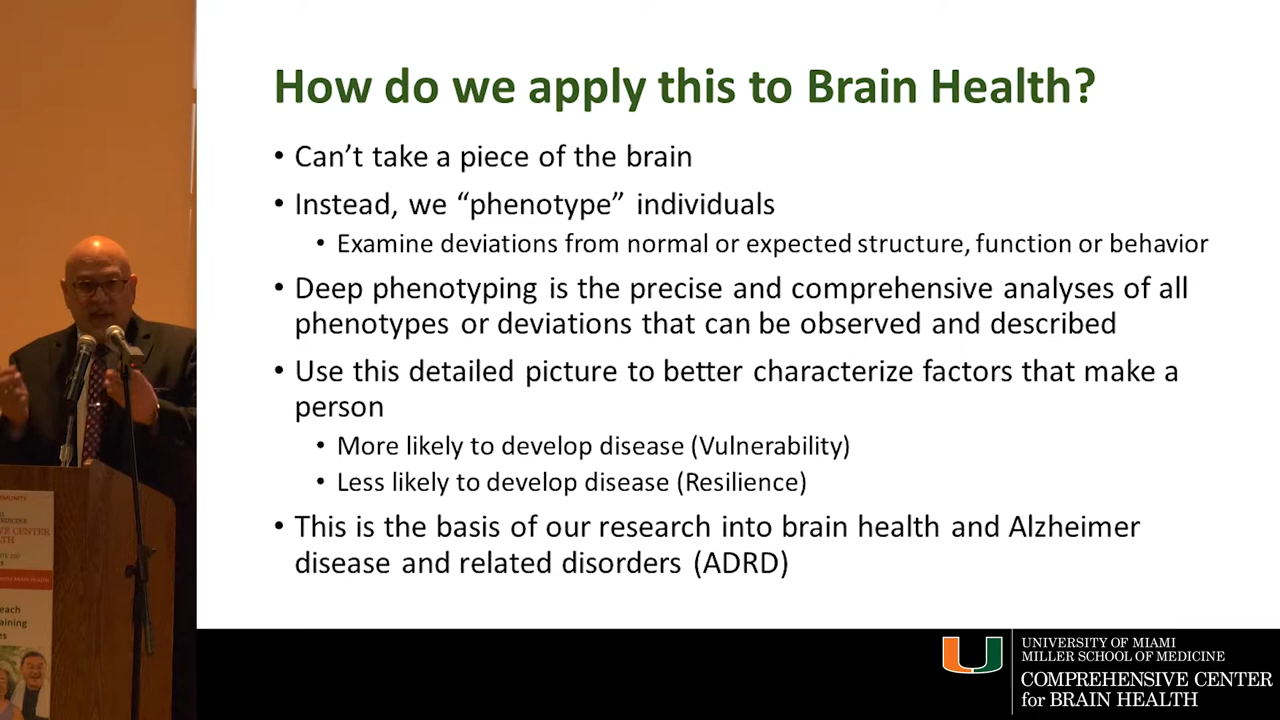 How do we apply this to Brain Health?
• Can’t take a piece of the brain
• Instead, we “phenotype” individuals
• Examine deviations from normal or expected structure, function or behavior
• Deep phenotyping is the precise and comprehensive analyses of all
phenotypes or deviations that can be observed and described
• Use this detailed picture to better characterize factors that make a
person
• More likely to develop disease (Vulnerability)
• Less likely to develop disease (Resilience)
• This is the basis of our research into brain health and Alzheimer
disease and related disorders (ADRD)
UNIVERSITY OF MIAMI
MILLER SCHOOL OF MEDICINE
COMPREHENSIVE CENTER
for BRAIN HEALTH